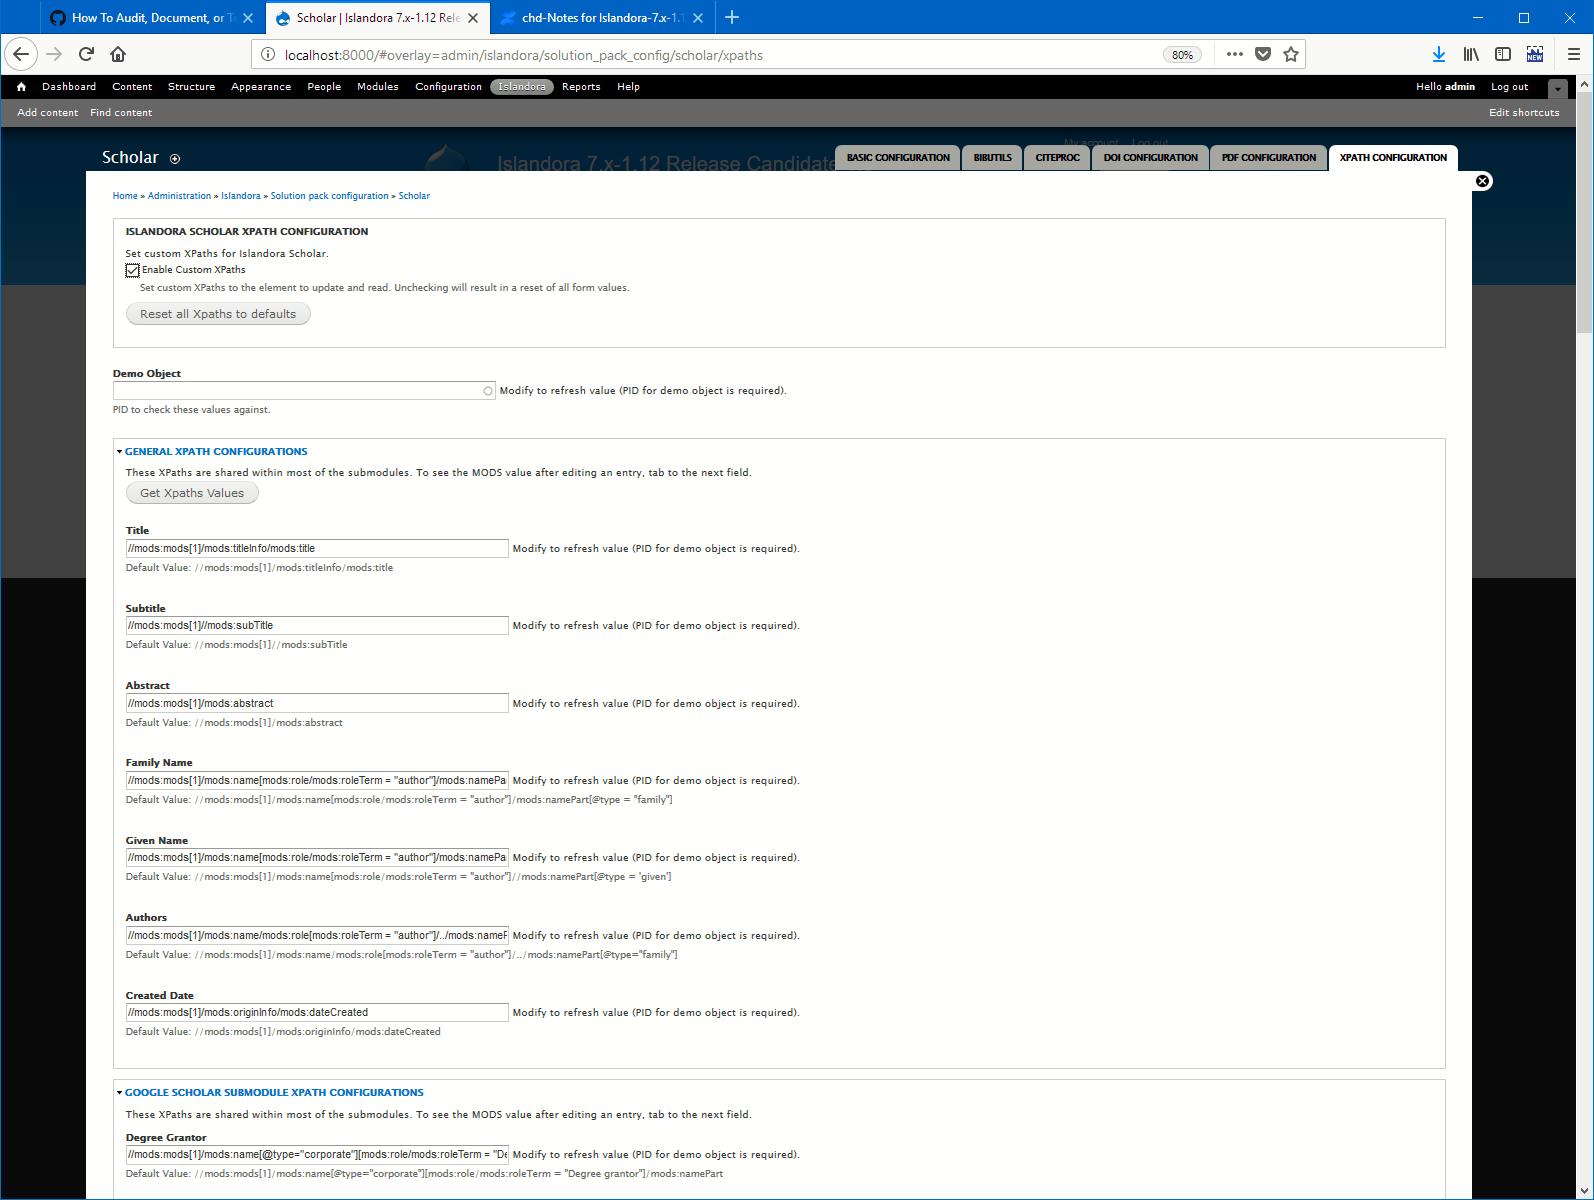 How To Audit, Document, or Te
Scholar | Islandora 7.x-1.12 Rele
chd-Notes for Islandora-7.x-1.1
localhost:8000/#overlay=admin/islandora/solution_pack_config/scholar/xpaths
80%
NEW
Dashboard Content Structure Appearance People Modules Configuration Islandora Reports Help
Hello admin Log out
Add content Find content
Edit shortcuts
My account Log out
Islandora 7.x-1.12 Release Candidate
Scholar
BASIC CONFIGURATION BIBUTILS CITEPROC DOI CONFIGURATION PDF CONFIGURATION XPATH CONFIGURATION
Home » Administration » Islandora » Solution pack configuration » Scholar
ISLANDORA SCHOLAR XPATH CONFIGURATION
Set custom XPaths for Islandora Scholar.
Enable Custom XPaths
Set custom XPaths to the element to update and read. Unchecking will result in a reset of all form values.
Reset all Xpaths to defaults
Demo Object
Modify to refresh value (PID for demo object is required).
PID to check these values against.
GENERAL XPATH CONFIGURATIONS
These XPaths are shared within most of the submodules. To see the MODS value after editing an entry, tab to the next field.
Get Xpaths Values
Title
//mods:mods[1]/mods:titleInfo/mods:title Modify to refresh value (PID for demo object is required).
Default Value: //mods:mods[1]/mods:titleInfo/mods:title
Subtitle
//mods:mods[1]//mods:subTitle Modify to refresh value (PID for demo object is required).
Default Value: //mods:mods[1]//mods:subTitle
Abstract
//mods:mods[1]/mods:abstract Modify to refresh value (PID for demo object is required).
Default Value: //mods:mods[1]/mods:abstract
Family Name
//mods:mods[1]/mods:name[mods:role/mods:roleTerm = "author"]/mods:namePa Modify to refresh value (PID for demo object is required).
Default Value: //mods:mods[1]/mods:name[mods:role/mods:roleTerm = "author"]/mods:namePart[@type = "family"]
Given Name
//mods:mods[1]/mods:name[mods:role/mods:roleTerm = "author"]/mods:namePa Modify to refresh value (PID for demo object is required).
Default Value: //mods:mods[1]/mods:name[mods:role/mods:roleTerm = "author"]//mods:namePart[@type = 'given']
Authors
//mods:mods[1]/mods:name/mods:role[mods:roleTerm = "author"]/../mods:nameP Modify to refresh value (PID for demo object is required).
Default Value: //mods:mods[1]/mods:name/mods:role[mods:roleTerm = "author"]/../mods:namePart[@type="family"]
Created Date
//mods:mods[1]/mods:originInfo/mods:dateCreated Modify to refresh value (PID for demo object is required).
Default Value: //mods:mods[1]/mods:originInfo/mods:dateCreated
GOOGLE SCHOLAR SUBMODULE XPATH CONFIGURATIONS
These XPaths are shared within most of the submodules. To see the MODS value after editing an entry, tab to the next field.
Degree Grantor
//mods:mods[1]/mods:name[@type="corporate"][mods:role/mods:roleTerm = "De Modify to refresh value (PID for demo object is required).
Default Value: //mods:mods[1]/mods:name[@type="corporate"][mods:role/mods:roleTerm = "Degree grantor"]/mods:namePart